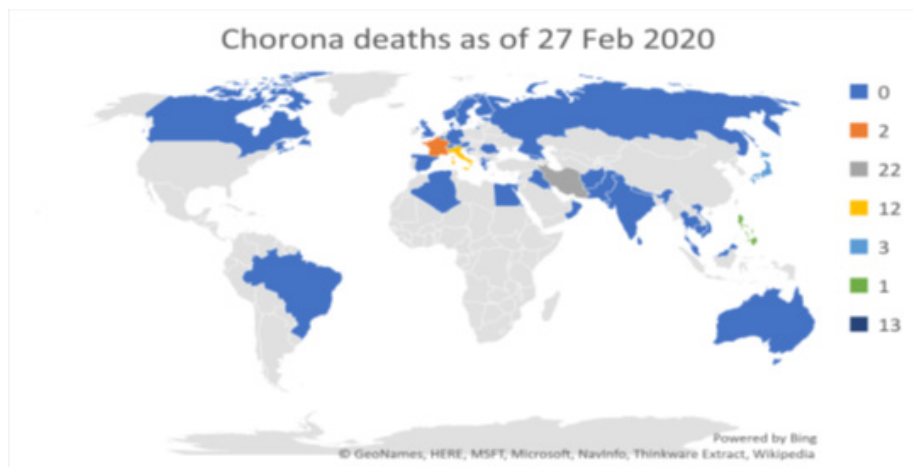 Chorona deaths as of 27 Feb 2020
0
2
22
12
3
1
13
Powered by Bing
© GeoNames, HERE, MSFT, Microsoft, NavInfo, Thinkware Extract, Wikipedia